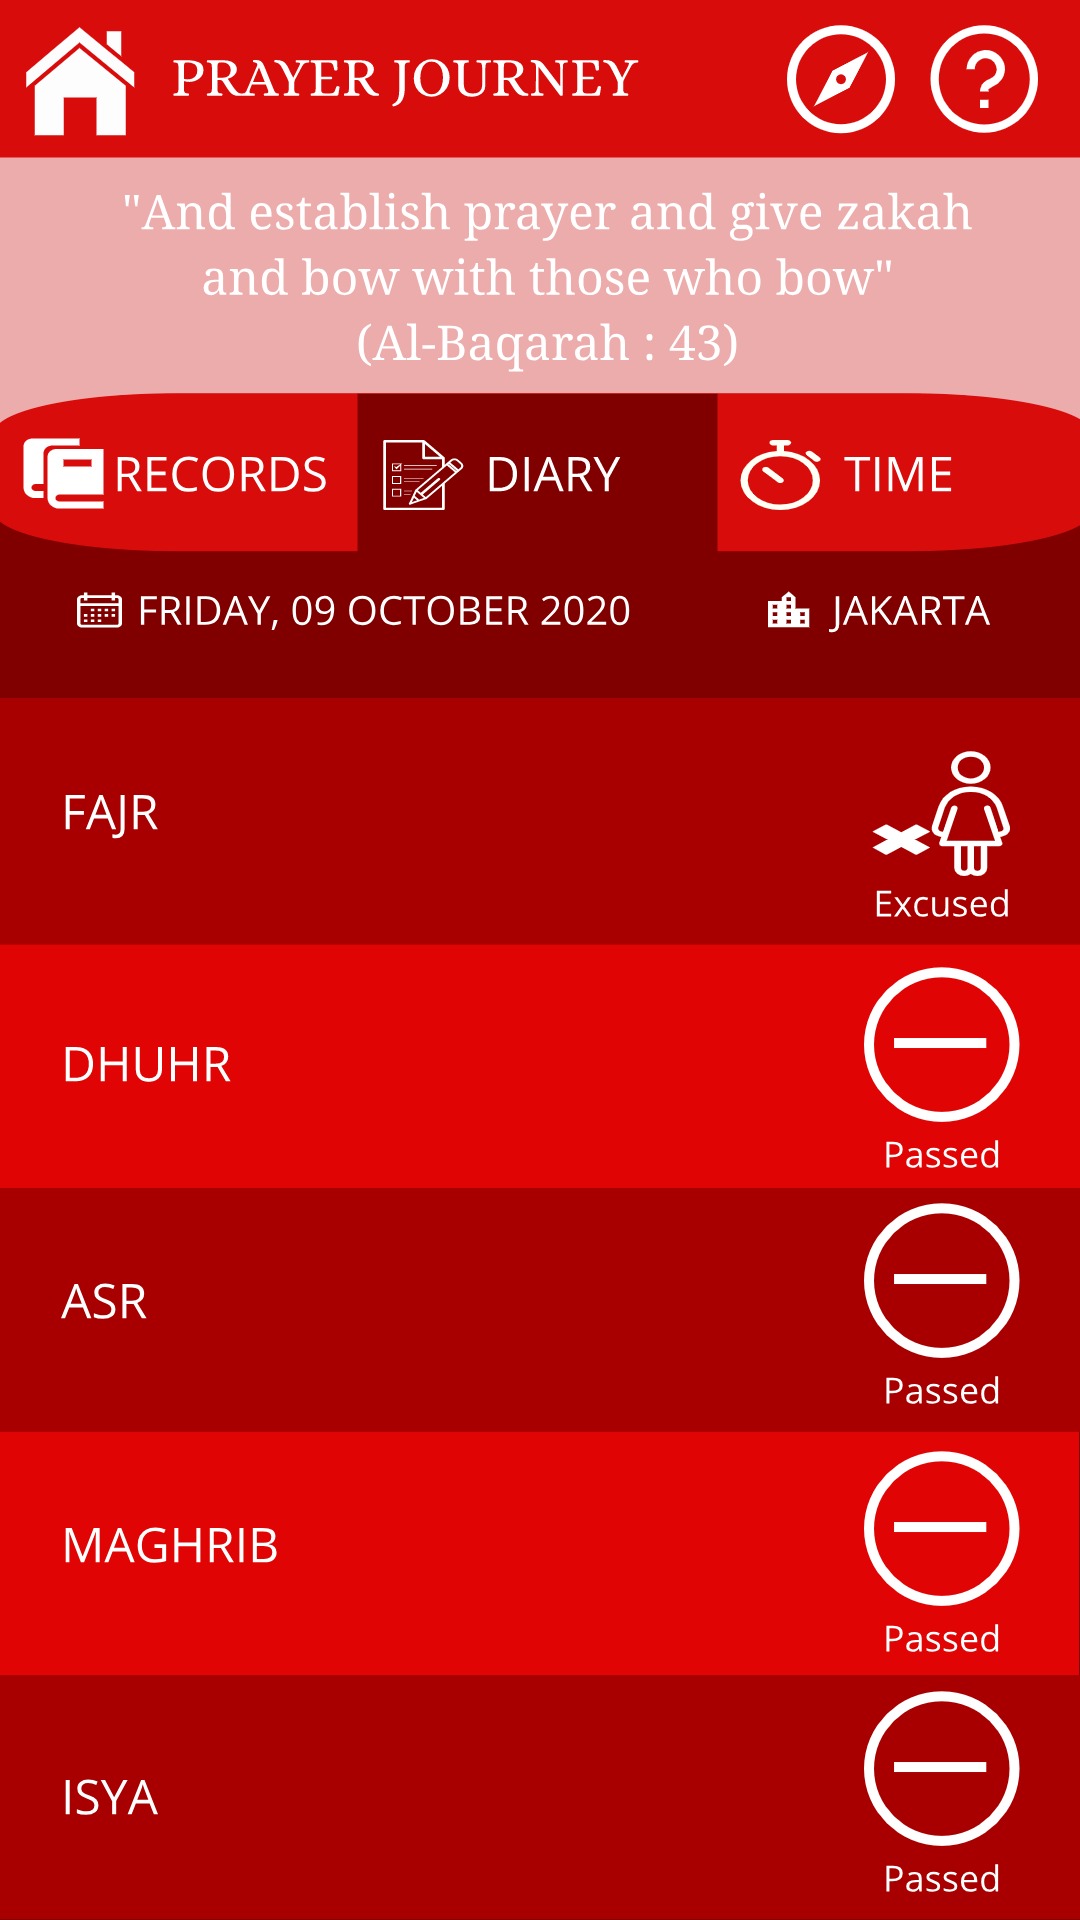 PRAYER JOURNEY
"And establish prayer and give zakah
and bow with those who bow"
(Al-Baqarah : 43)
RECORDS
DIARY
TIME
FRIDAY, 09 OCTOBER 2020
JAKARTA
FAJR
Excused
DHUHR
Passed
ASR
Passed
MAGHRIB
Passed
ISYA
Passed